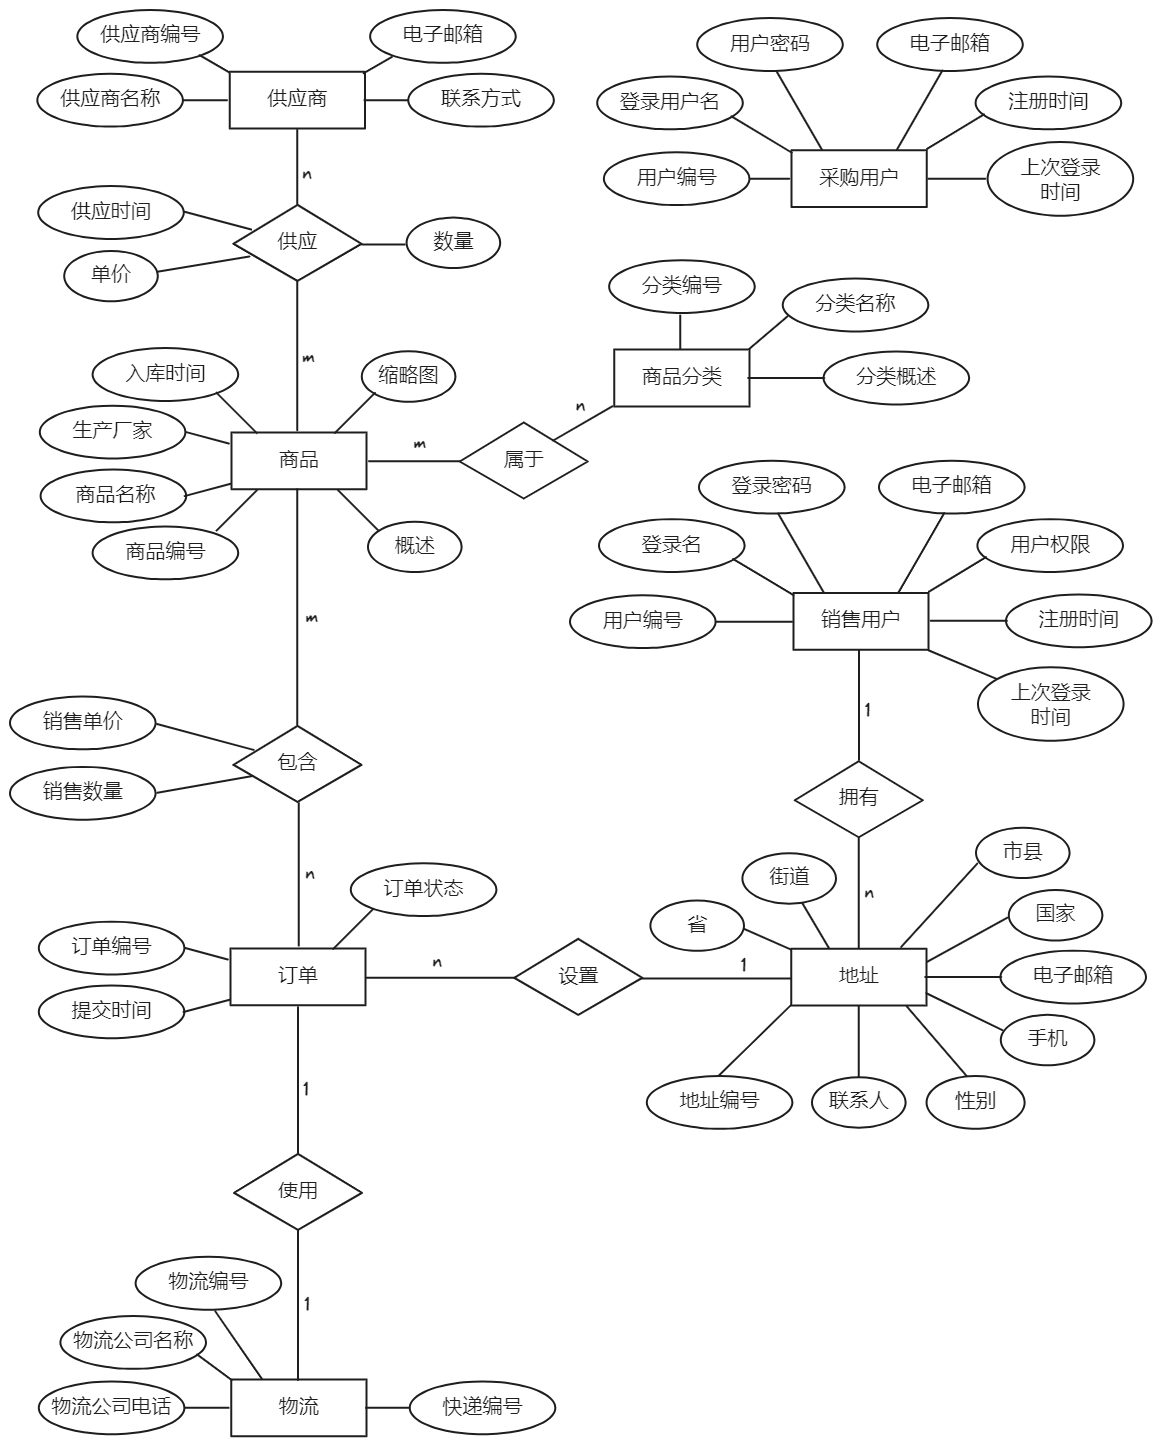 供应商编号
电子邮箱
供应商名称
供应商
联系方式
n
供应时间
供应
数量
单价
m
用户密码
电子邮箱
登录用户名
注册时间
用户编号
采购用户
上次登录
时间
分类编号
分类名称
商品分类
分类概述
n
入库时间
缩略图
生产厂家
商品
m
属于
商品名称
商品编号
概述
m
登录密码
电子邮箱
登录名
用户权限
用户编号
销售用户
注册时间
上次登录
时间
1
拥有
n
销售单价
包含
销售数量
n
订单状态
订单编号
订单
提交时间
n
设置
1
街道
市县
省
国家
地址
电子邮箱
手机
地址编号
联系人
性别
1
使用
1
物流编号
物流公司名称
物流公司电话
物流
快递编号